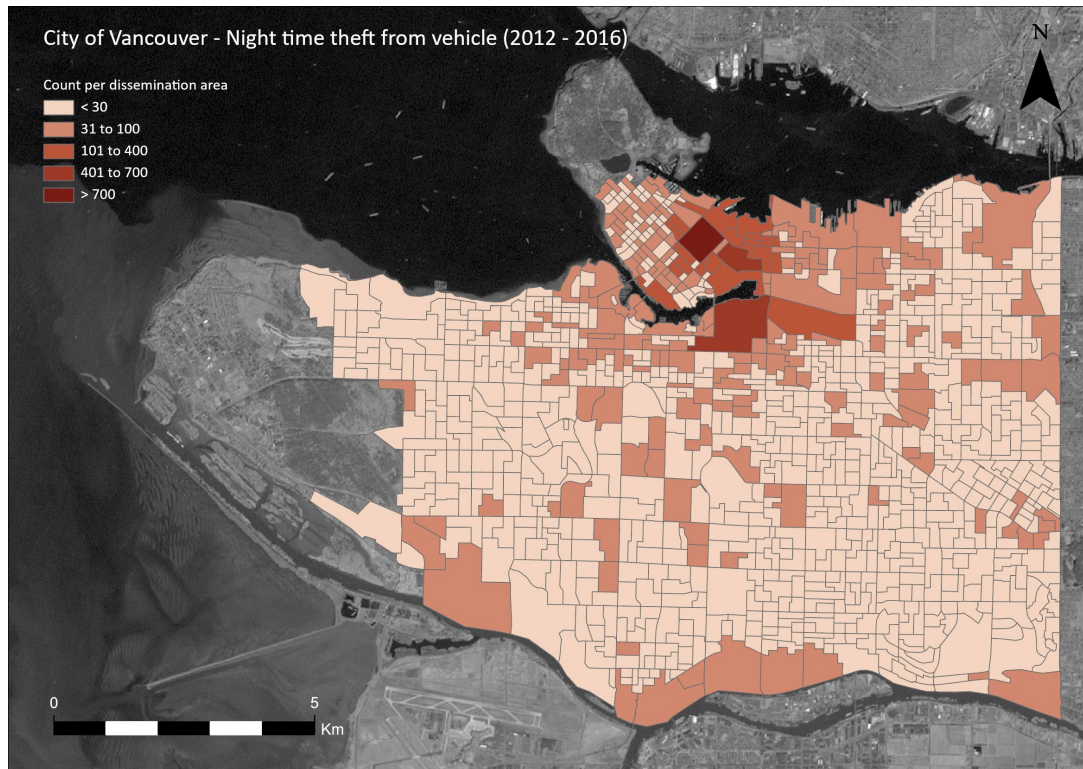 City of Vancouver - Night time theft from vehicle (2012 - 2016)
N
Count per dissemination area
< 30
31 to 100
101 to 400
401 to 700
> 700
0 5
Km